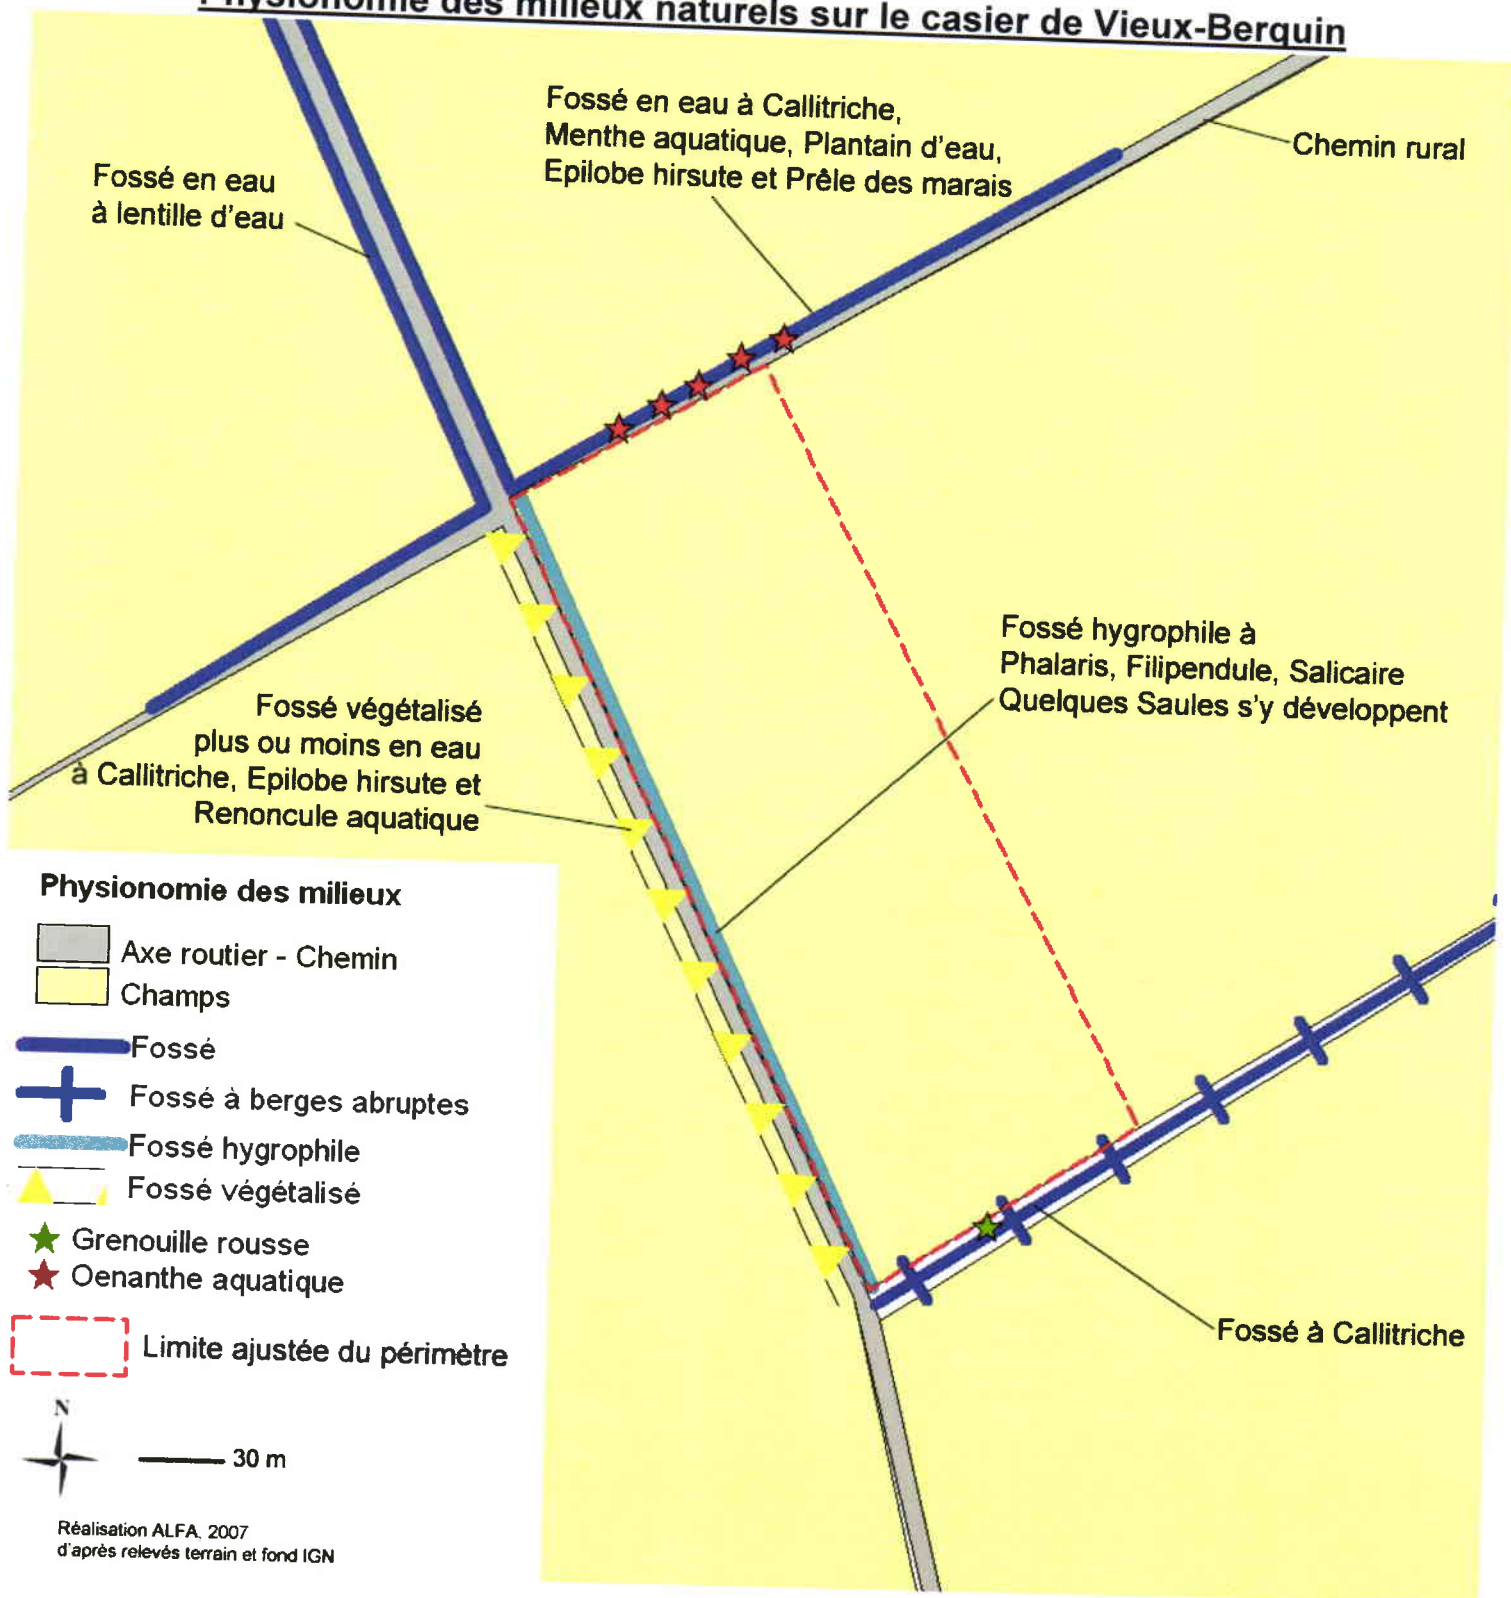 Physionomie des milieux naturels sur le casier de Vieux-Berquin
Fossé en eau à Callitriche,
Menthe aquatique, Plantain d'eau,
Epilobe hirsute et Prêle des marais
Chemin rural
Fossé en eau
à lentille d'eau
Fossé hygrophile à
Phalaris, Filipendule, Salicaire
Quelques Saules s'y développent
Fossé végétalisé
plus ou moins en eau
à Callitriche, Epilobe hirsute et
Renoncule aquatique
Fossé à Callitriche
Physionomie des milieux
Axe routier - Chemin
Champs
Fossé
Fossé à berges abruptes
Fossé hygrophile
Fossé végétalisé
Grenouille rousse
Oenanthe aquatique
Limite ajustée du périmètre
N
30 m
Réalisation ALFA, 2007
d'après relevés terrain et fond IGN